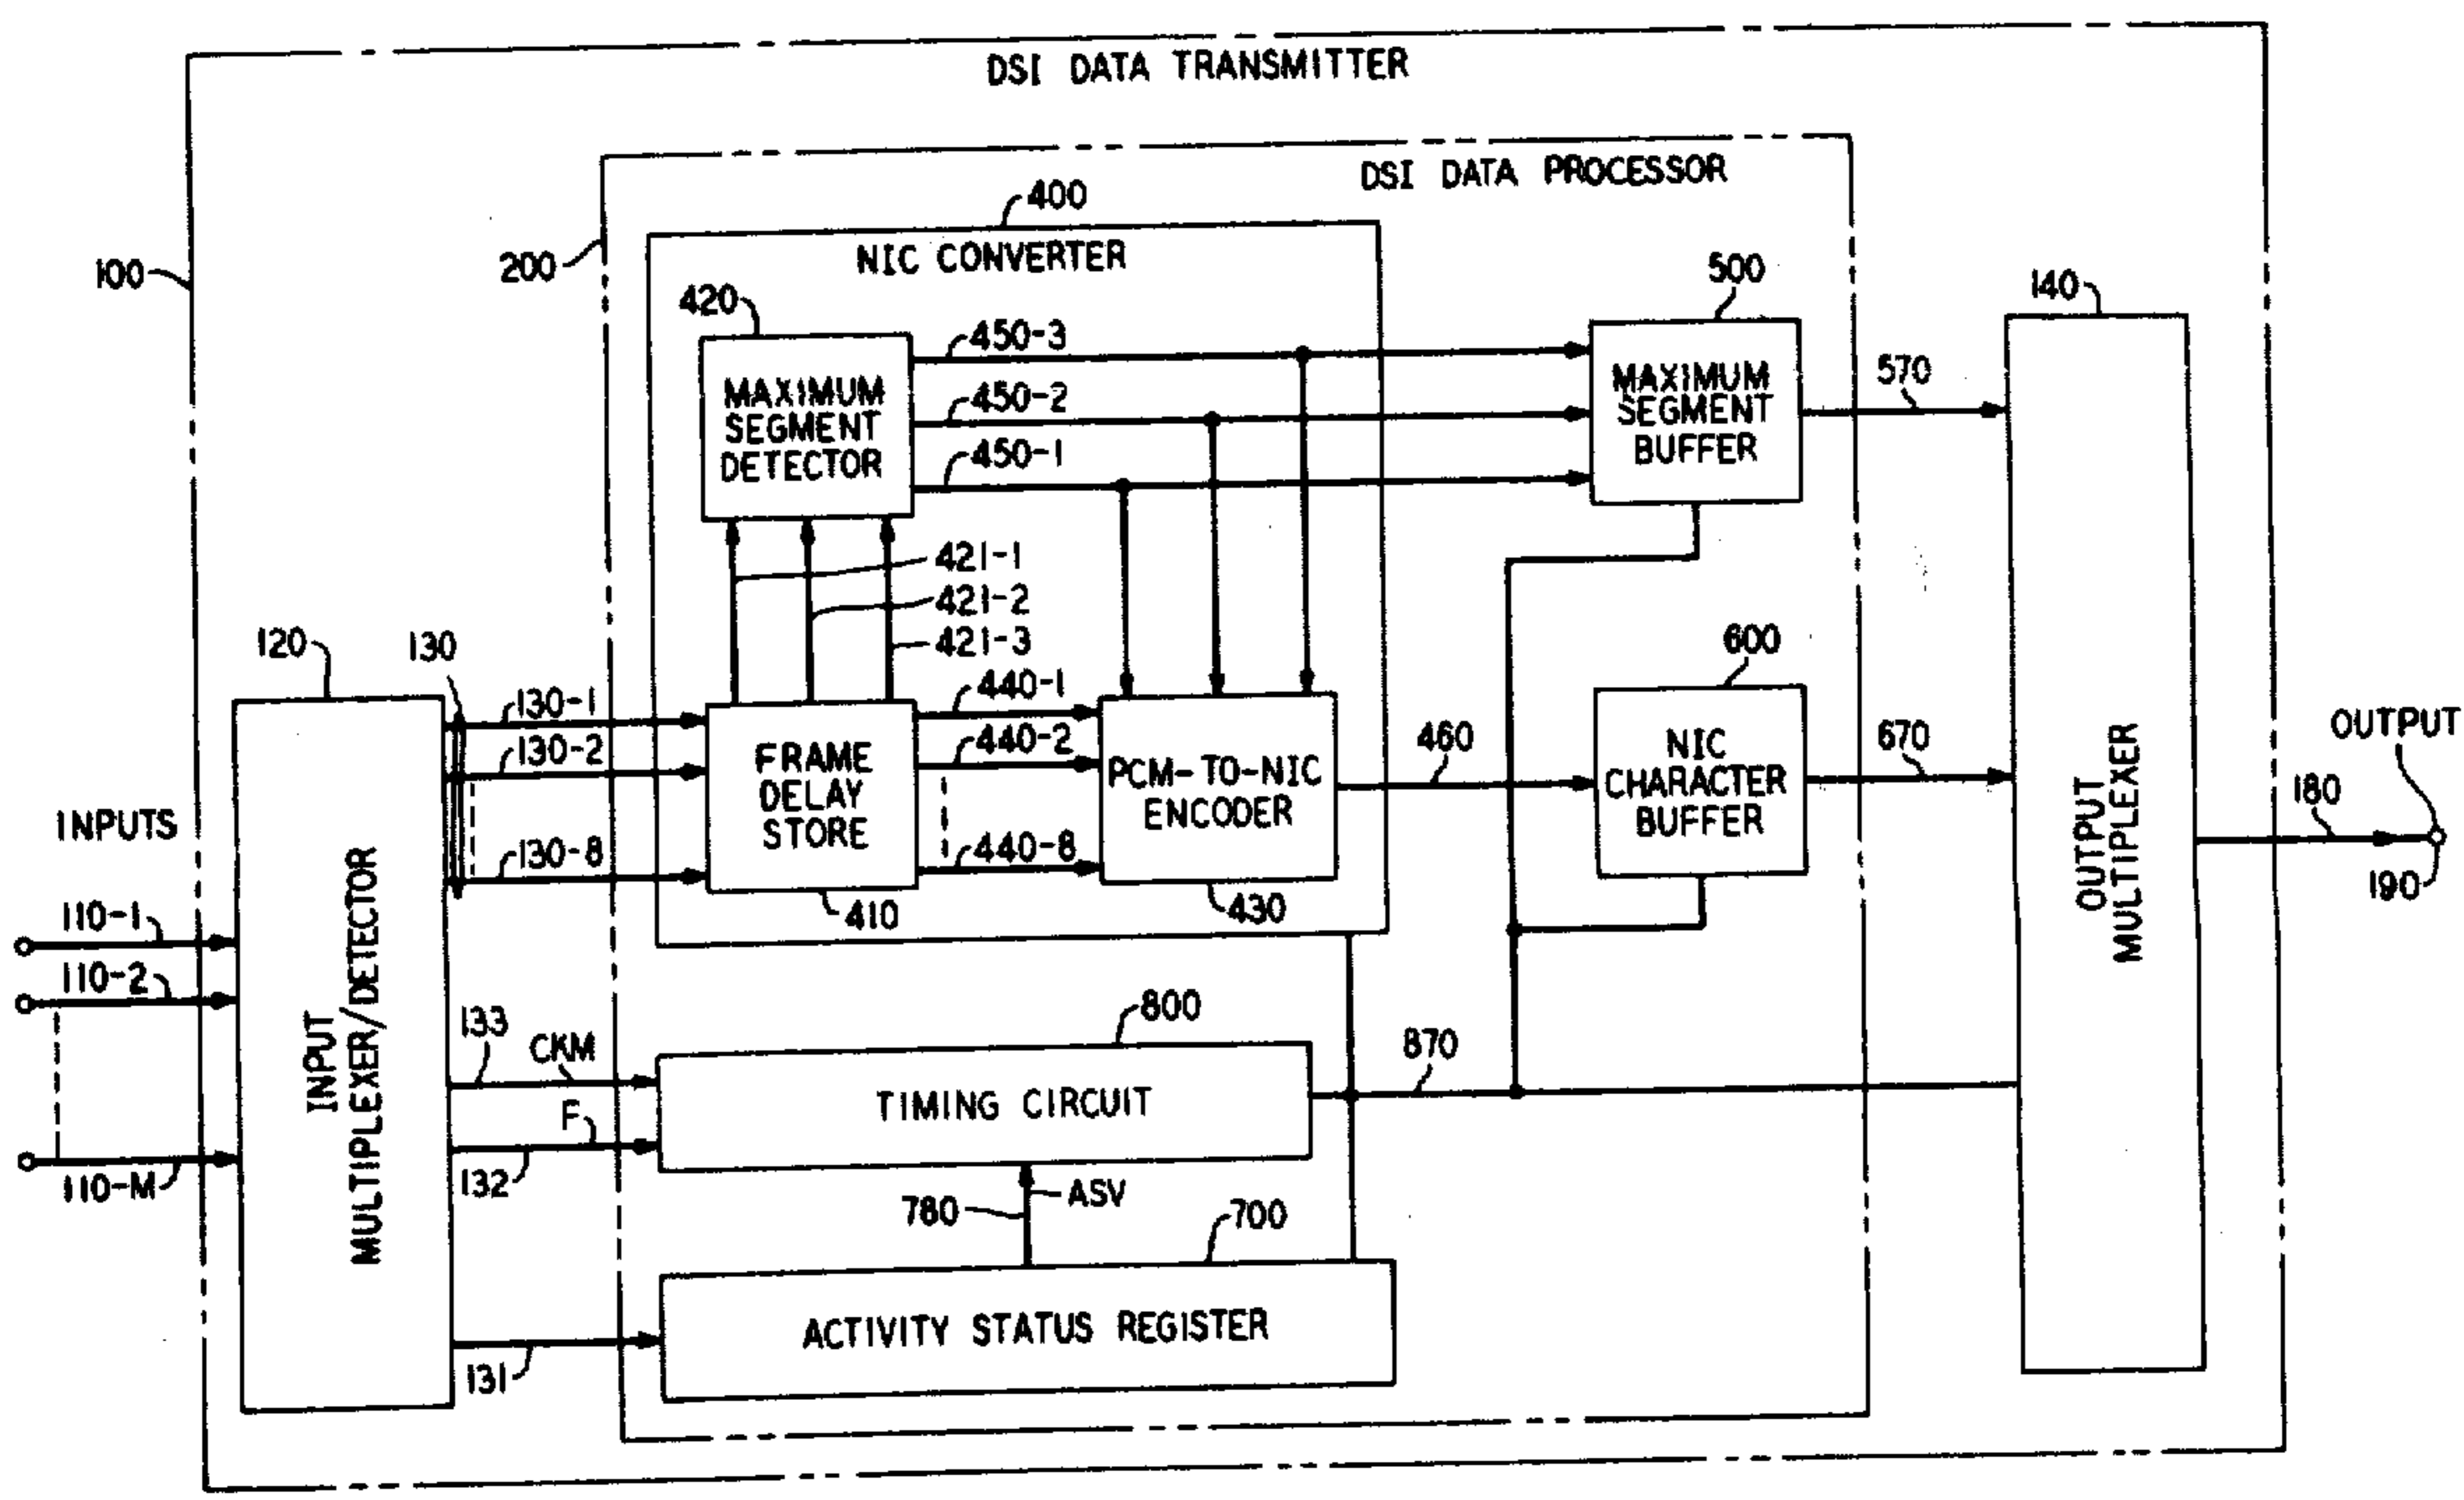 DSI DATA TRANSMITTER
DSI DATA PROCESSOR
100
200
400
NIC CONVERTER
420
MAXIMUM
SEGMENT
DETECTOR
450-3
450-2
450-1
500
MAXIMUM
SEGMENT
BUFFER
570
140
421-1
421-2
421-3
120
130
130-1
130-2
130-8
FRAME
DELAY
STORE
410
440-1
440-2
440-8
PCM-TO-NIC
ENCODER
430
460
600
NIC
CHARACTER
BUFFER
670
OUTPUT
MULTIPLEXER
180
OUTPUT
190
INPUTS
110-1
110-2
110-M
INPUT
MULTIPLEXER/DETECTOR
133
CKM
F
132
800
TIMING CIRCUIT
870
780
ASV
700
ACTIVITY STATUS REGISTER
131